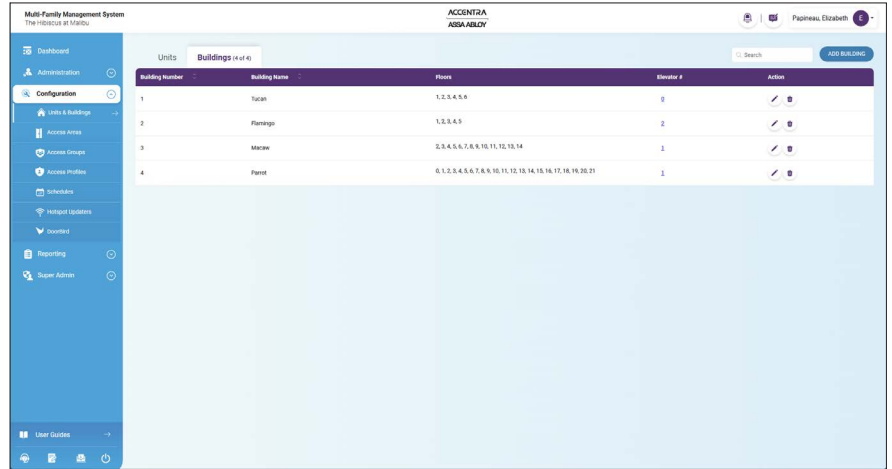 Multi-Family Management System
The Hibiscus at Malibu
ACCENTRA
ASSA ABLOY
Papineau, Elizabeth E
Dashboard
Administration
Configuration
Units & Buildings
Access Areas
Access Groups
Access Profiles
Schedules
Hotspot Updaters
DoorBird
Reporting
Super Admin
User Guides
Units Buildings (4 of 4)
Search
ADD BUILDING
Building Number Building Name Floors Elevator # Action
1 Tucan 1, 2, 3, 4, 5, 6 0
2 Flamingo 1, 2, 3, 4, 5 2
3 Macaw 2, 3, 4, 5, 6, 7, 8, 9, 10, 11, 12, 13, 14 1
4 Parrot 0, 1, 2, 3, 4, 5, 6, 7, 8, 9, 10, 11, 12, 13, 14, 15, 16, 17, 18, 19, 20, 21 1